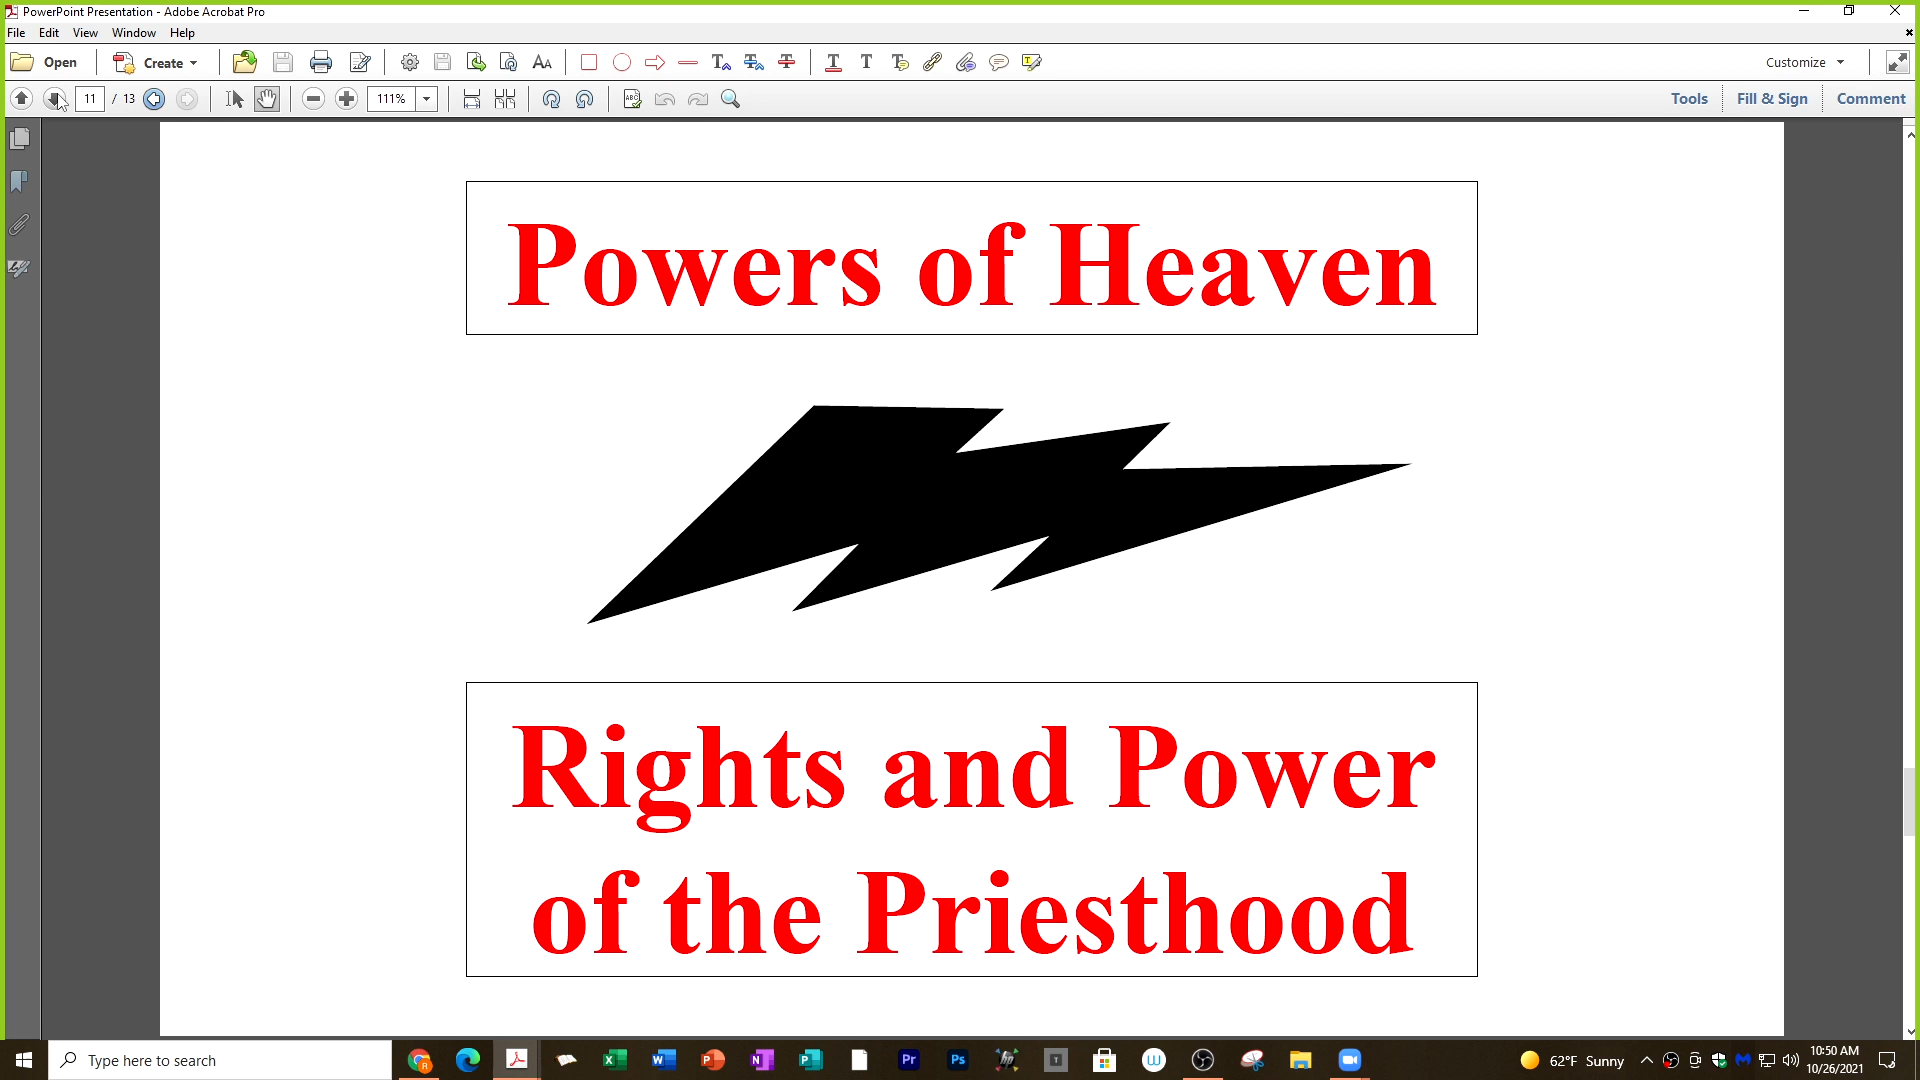 PowerPoint Presentation - Adobe Acrobat Pro
File Edit View Window Help
Open Create Customize
11 / 13 111% Tools Fill & Sign Comment
Powers of Heaven
Rights and Power
of the Priesthood
Type here to search
62°F Sunny
10:50 AM
10/26/2021